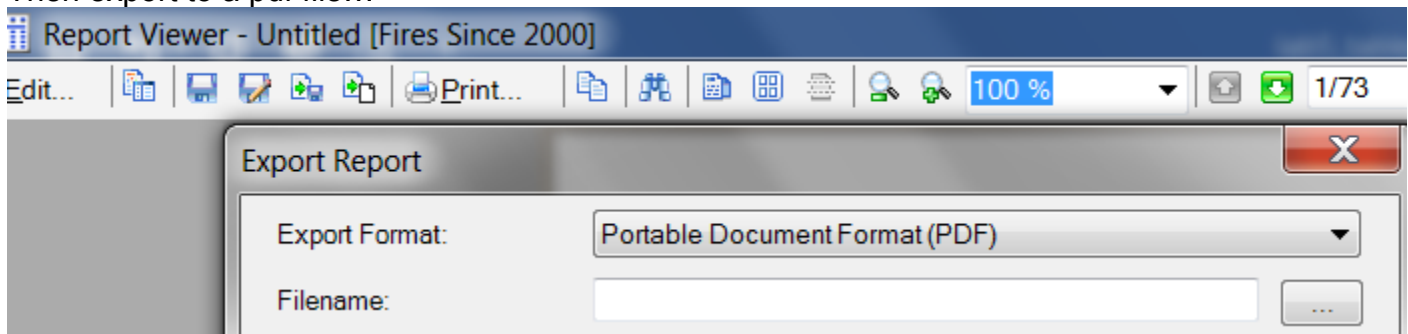 Report Viewer - Untitled [Fires Since 2000]
Edit... Print... 100 % 1/73
Export Report
Export Format: Portable Document Format (PDF)
Filename: ...